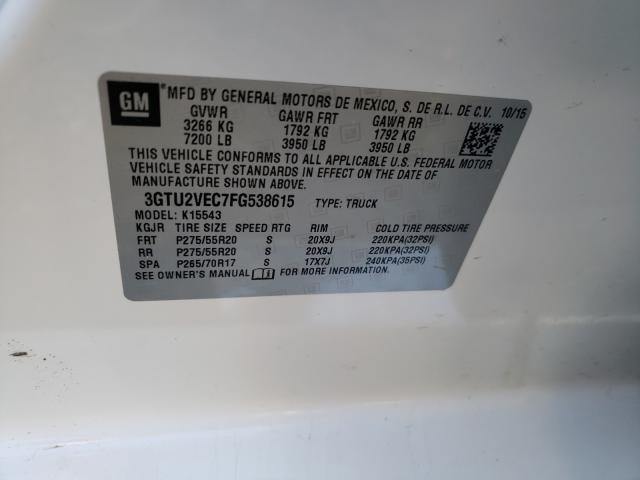 GM
*MFD BY GENERAL MOTORS DE MEXICO, S. DE R.L. DE C.V. 10/15
GVWR GAWR FRT GAWR RR
3266 KG 1792 KG 1792 KG
7200 LB 3950 LB 3950 LB
THIS VEHICLE CONFORMS TO ALL APPLICABLE U.S. FEDERAL MOTOR
VEHICLE SAFETY STANDARDS IN EFFECT ON THE DATE OF
MANUFACTURE SHOWN ABOVE.
3GTU2VEC7FG538615 TYPE: TRUCK
MODEL: K15543
KGJR TIRE SIZE SPEED RTG RIM COLD TIRE PRESSURE
FRT P275/55R20 S 20X9J 220KPA(32PSI)
RR P275/55R20 S 20X9J 220KPA(32PSI)
SPA P265/70R17 S 17X7J 240KPA(35PSI)
SEE OWNER'S MANUAL FOR MORE INFORMATION.